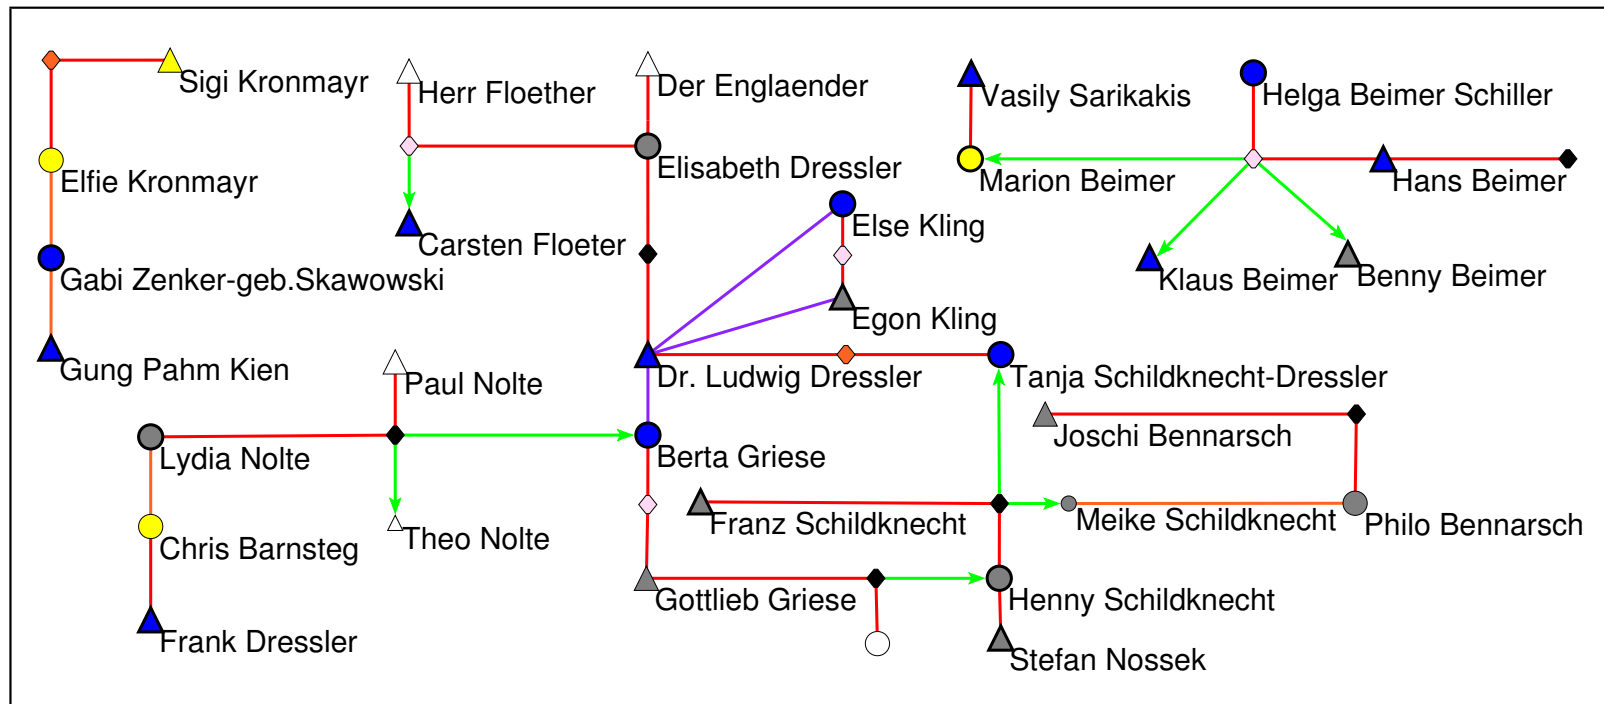 Sigi Kronmayr
Herr Floether
Der Englaender
Vasily Sarikakis
Helga Beimer Schiller
Elfie Kronmayr
Elisabeth Dressler
Marion Beimer
Hans Beimer
Carsten Floeter
Else Kling
Gabi Zenker-geb.Skawowski
Klaus Beimer
Benny Beimer
Egon Kling
Gung Pahm Kien
Paul Nolte
Dr. Ludwig Dressler
Tanja Schildknecht-Dressler
Joschi Bennarsch
Lydia Nolte
Berta Griese
Franz Schildknecht
Meike Schildknecht
Philo Bennarsch
Chris Barnsteg
Theo Nolte
Gottlieb Griese
Henny Schildknecht
Frank Dressler
Stefan Nossek